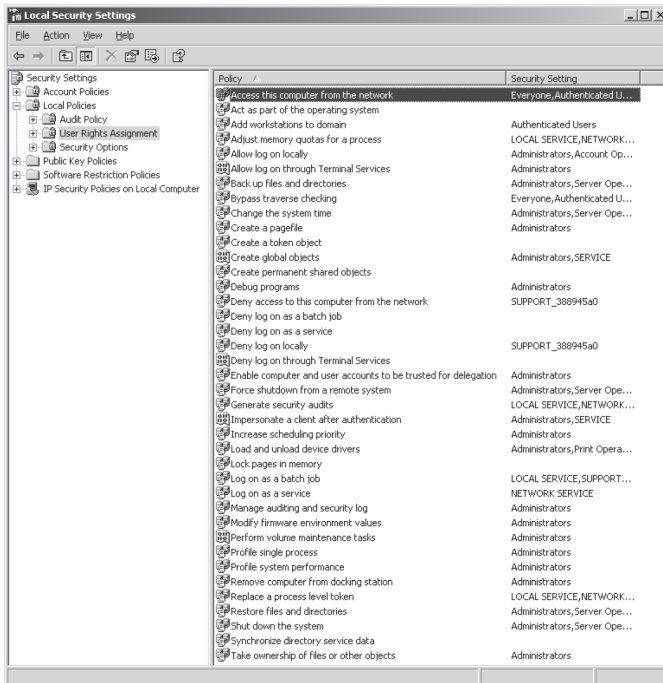 Local Security Settings
File Action View Help
Security Settings
Account Policies
Local Policies
Audit Policy
User Rights Assignment
Security Options
Public Key Policies
Software Restriction Policies
IP Security Policies on Local Computer
Policy Security Setting
Access this computer from the network Everyone,Authenticated U...
Act as part of the operating system
Add workstations to domain Authenticated Users
Adjust memory quotas for a process LOCAL SERVICE,NETWORK...
Allow log on locally Administrators,Account Op...
Allow log on through Terminal Services Administrators
Back up files and directories Administrators,Server Ope...
Bypass traverse checking Everyone,Authenticated U...
Change the system time Administrators,Server Ope...
Create a pagefile Administrators
Create a token object
Create global objects Administrators,SERVICE
Create permanent shared objects
Debug programs Administrators
Deny access to this computer from the network SUPPORT_388945a0
Deny log on as a batch job
Deny log on as a service
Deny log on locally SUPPORT_388945a0
Deny log on through Terminal Services
Enable computer and user accounts to be trusted for delegation Administrators
Force shutdown from a remote system Administrators,Server Ope...
Generate security audits LOCAL SERVICE,NETWORK...
Impersonate a client after authentication Administrators,SERVICE
Increase scheduling priority Administrators
Load and unload device drivers Administrators,Print Opera...
Lock pages in memory
Log on as a batch job LOCAL SERVICE,SUPPORT...
Log on as a service NETWORK SERVICE
Manage auditing and security log Administrators
Modify firmware environment values Administrators
Perform volume maintenance tasks Administrators
Profile single process Administrators
Profile system performance Administrators
Remove computer from docking station Administrators
Replace a process level token LOCAL SERVICE,NETWORK...
Restore files and directories Administrators,Server Ope...
Shut down the system Administrators,Server Ope...
Synchronize directory service data
Take ownership of files or other objects Administrators